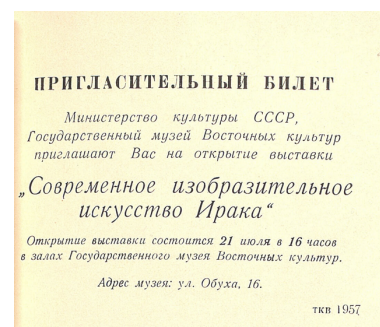 ПРИГЛАСИТЕЛЬНЫЙ БИЛЕТ
Министерство культуры СССР,
Государственный музей Восточных культур
приглашают Вас на открытие выставки
„Современное изобразительное
искусство Ирака“
Открытие выставки состоится 21 июля в 16 часов
в залах Государственного музея Восточных культур.
Адрес музея: ул. Обуха, 16.
ТКВ 1957